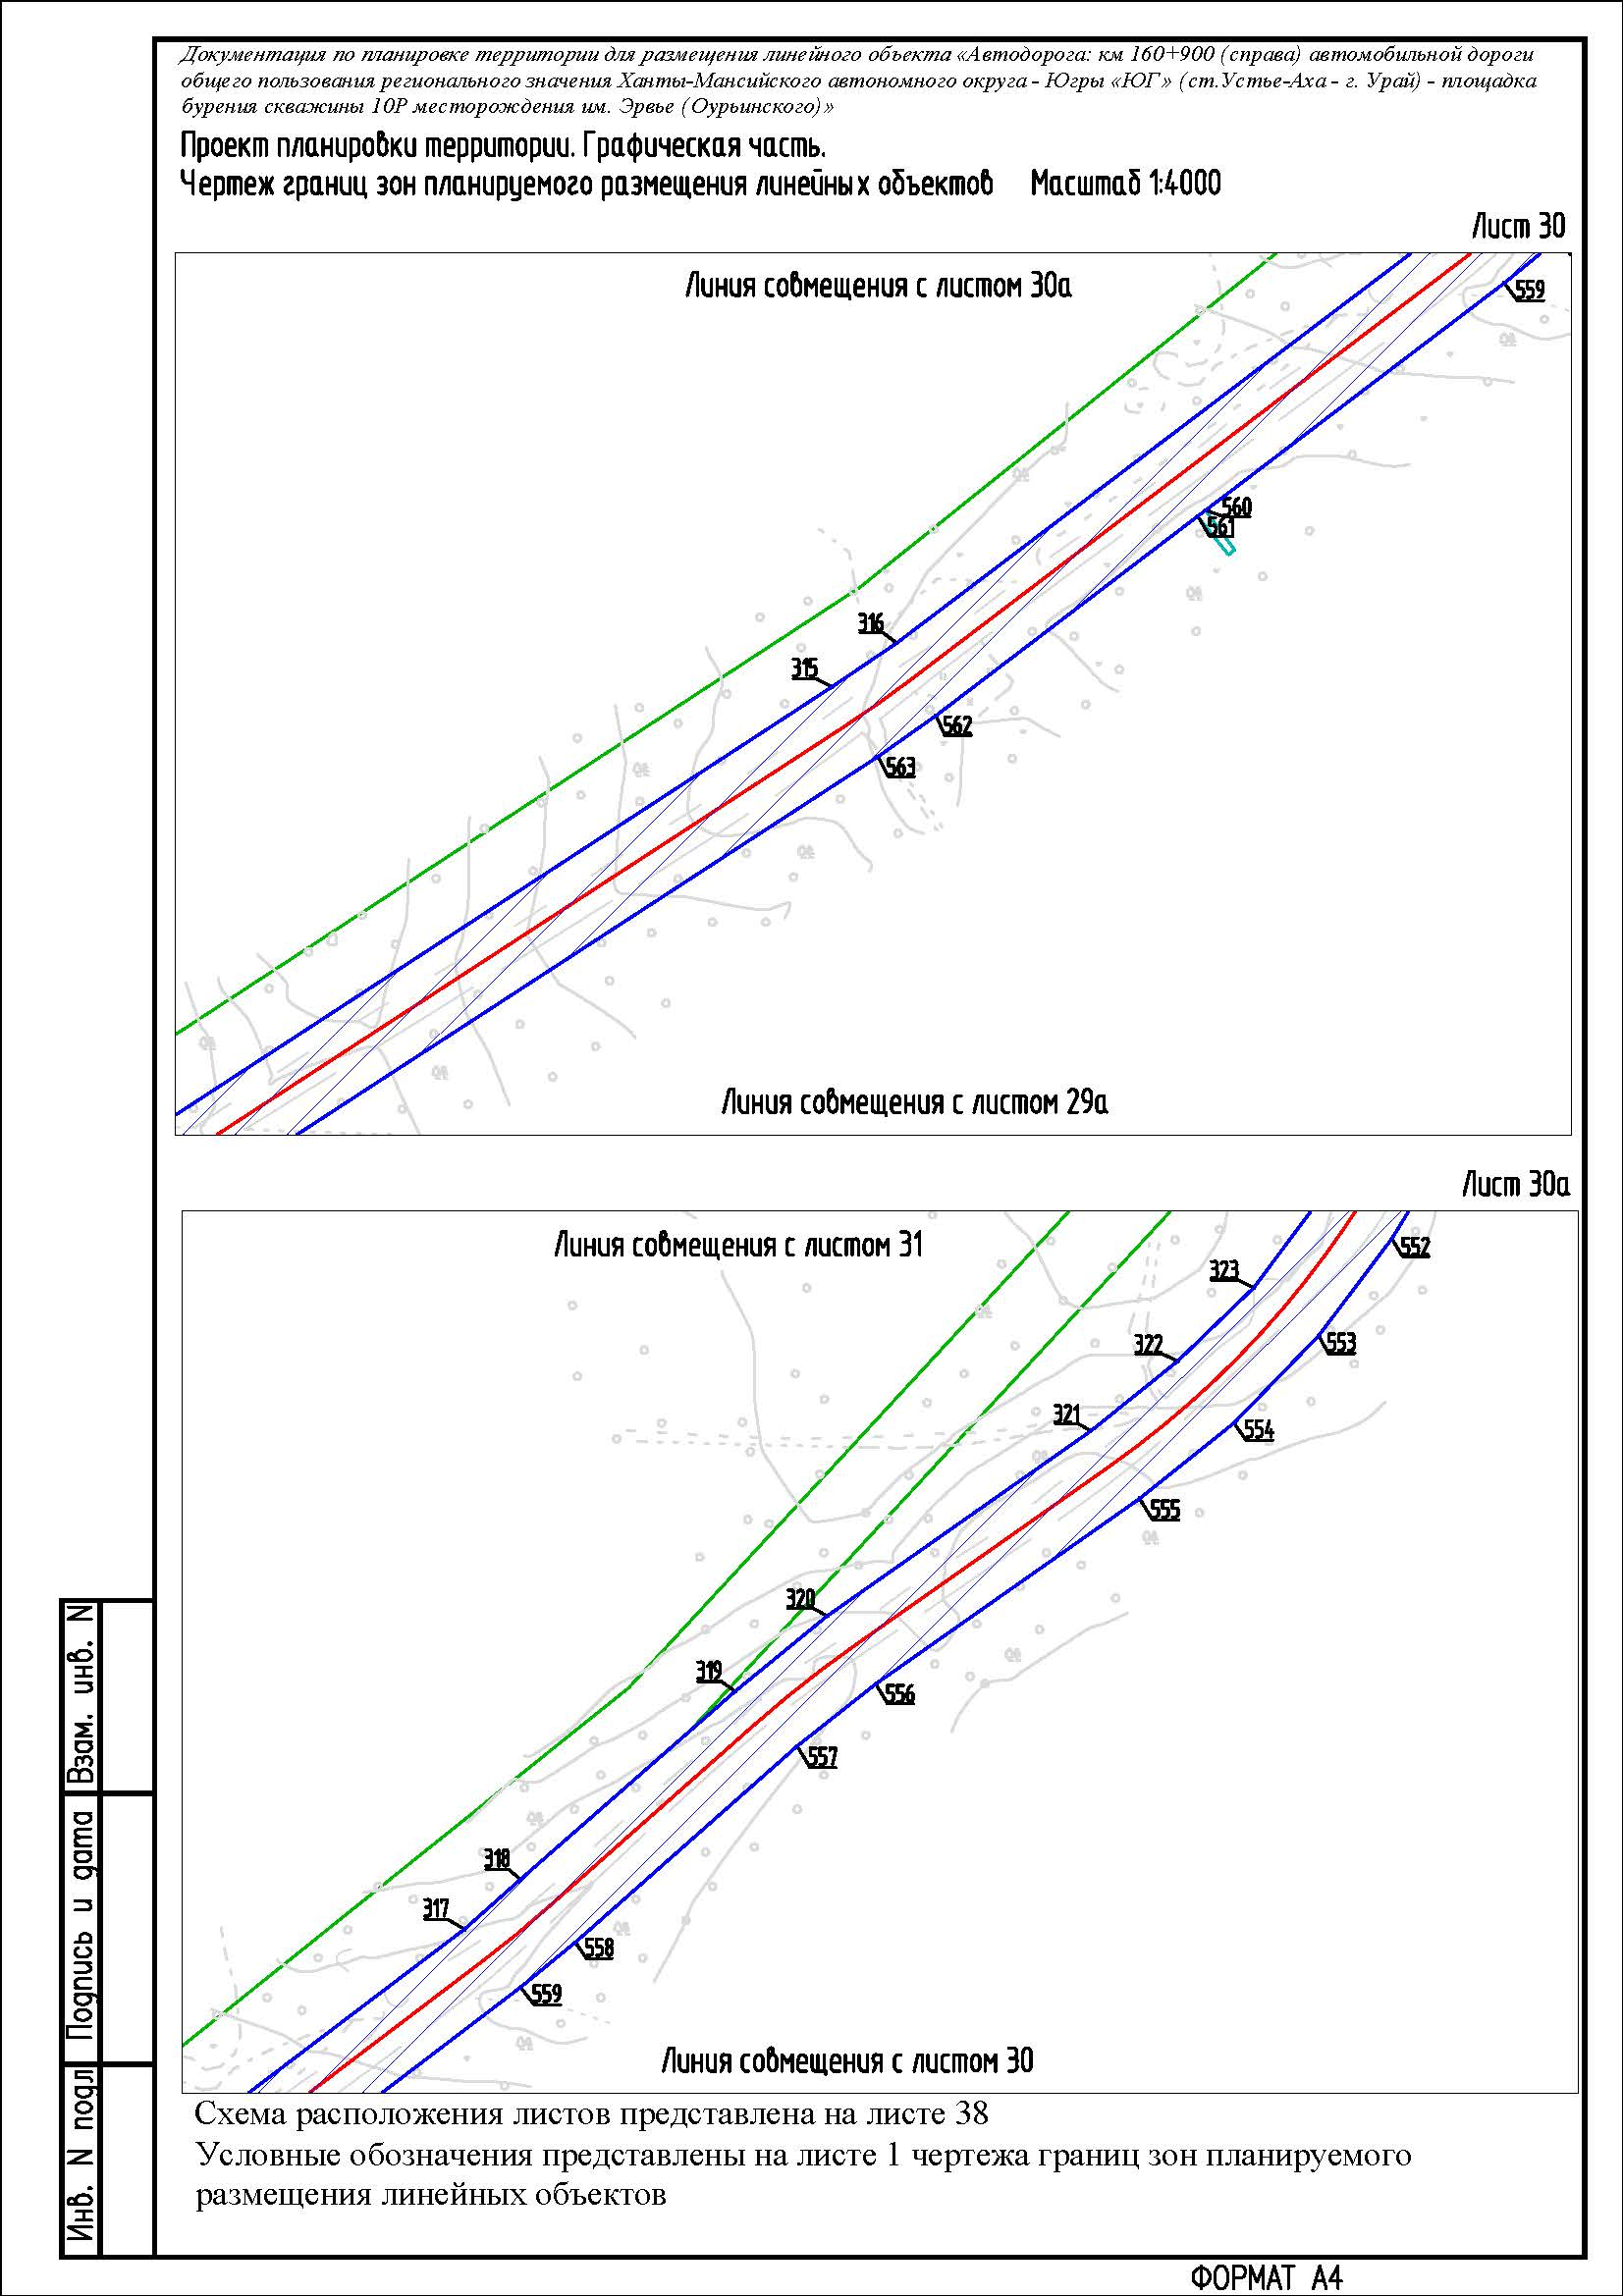 Документация по планировке территории для размещения линейного объекта «Автодорога: км 160+900 (справа) автомобильной дороги
общего пользования регионального значения Ханты-Мансийского автономного округа - Югры «ЮГ» (ст.Устье-Аха - г. Урай) - площадка
бурения скважины 10Р месторождения им. Эрвье (Оурьинского)»
Проект планировки территории. Графическая часть.
Чертеж границ зон планируемого размещения линейных объектов Масштаб 1:4000
Лист 30
Линия совмещения с листом 30а
559
560
561
316
315
562
563
Линия совмещения с листом 29а
Лист 30а
Линия совмещения с листом 31
552
323
553
322
321
554
555
320
319
556
557
318
317
558
559
Линия совмещения с листом 30
Схема расположения листов представлена на листе 38
Условные обозначения представлены на листе 1 чертежа границ зон планируемого
размещения линейных объектов
Взам. инв. N
Подпись и дата
Инв. N подл
ФОРМАТ А4